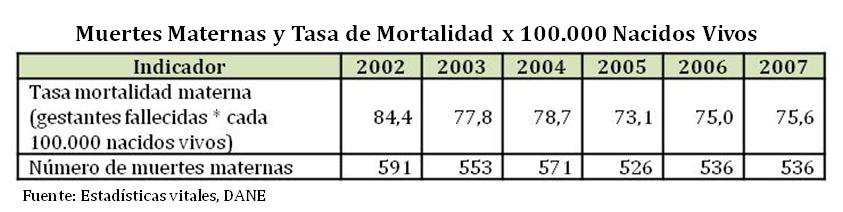 Muertes Maternas y Tasa de Mortalidad x 100.000 Nacidos Vivos
Indicador 2002 2003 2004 2005 2006 2007
Tasa mortalidad materna
(gestantes fallecidas * cada 84,4 77,8 78,7 73,1 75,0 75,6
100.000 nacidos vivos)
Número de muertes maternas 591 553 571 526 536 536
Fuente: Estadísticas vitales, DANE